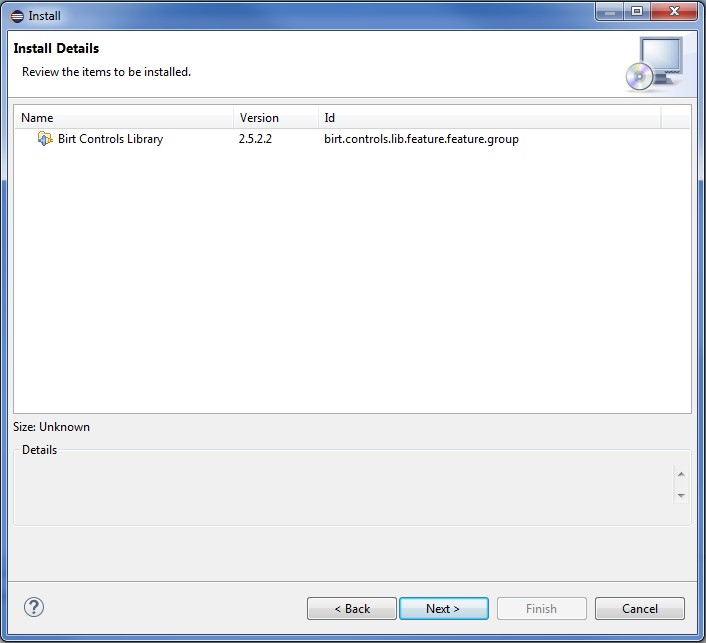 Install
Install Details
Review the items to be installed.
Name Version Id
Birt Controls Library 2.5.2.2 birt.controls.lib.feature.feature.group
Size: Unknown
Details
? < Back Next > Finish Cancel